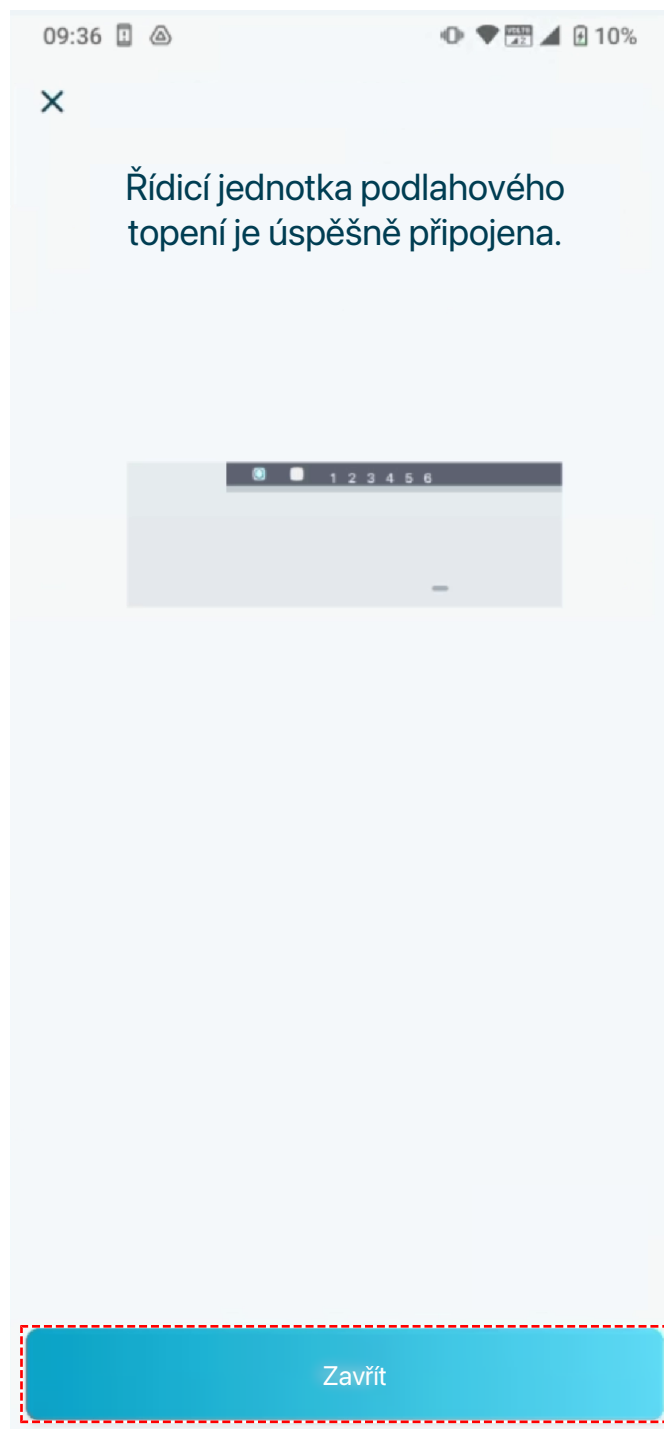 09:36
10%
Řídicí jednotka podlahového
topení je úspěšně připojena.
1 2 3 4 5 6
Zavřít